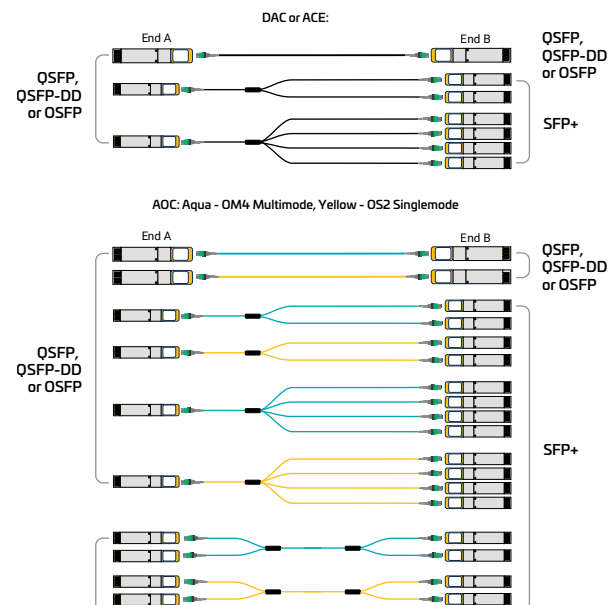 DAC or ACE:
End A
End B
QSFP,
QSFP-DD
or OSFP
QSFP,
QSFP-DD
or OSFP
SFP+
AOC: Aqua - OM4 Multimode, Yellow - OS2 Singlemode
End A
End B
QSFP,
QSFP-DD
or OSFP
QSFP,
QSFP-DD
or OSFP
SFP+